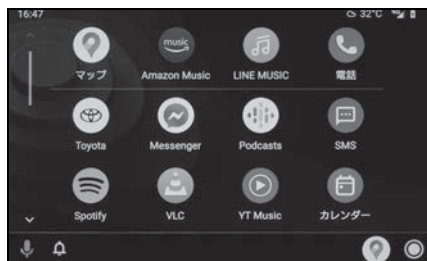 16:47 32°C
マップ Amazon Music LINE MUSIC 電話
Toyota Messenger Podcasts SMS
Spotify VLC YT Music カレンダー
music